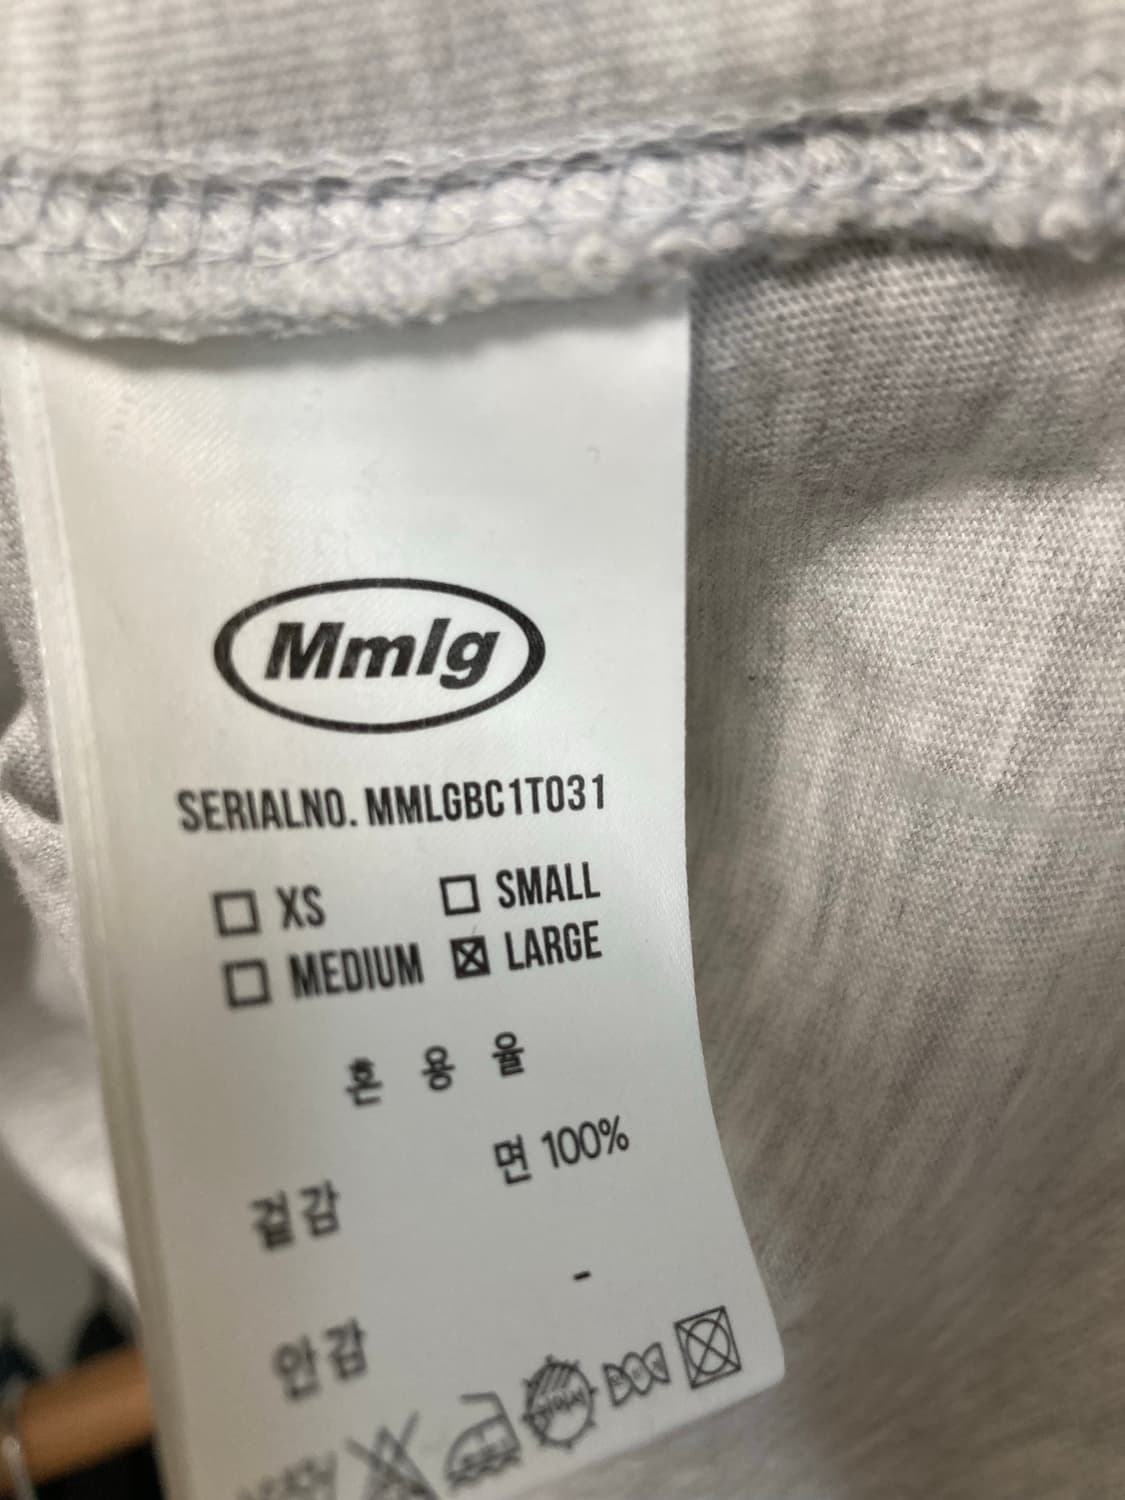 Mmlg
SERIALNO. MMLGBC1T031
XS SMALL
MEDIUM LARGE
혼 용 율
겉감 면 100%
안감 -